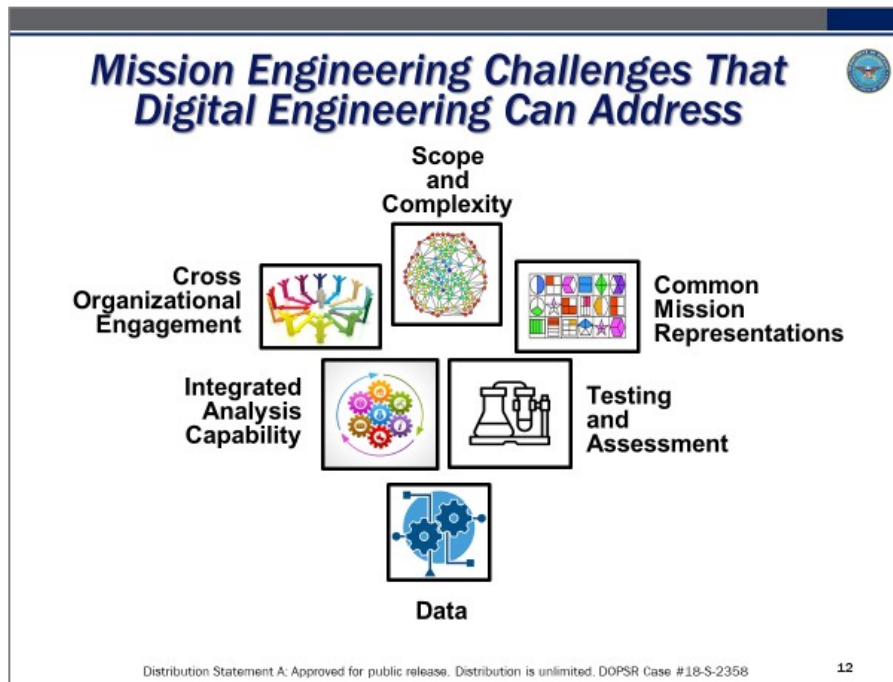 Mission Engineering Challenges That
Digital Engineering Can Address
Scope
and
Complexity
Cross
Organizational
Engagement
Common
Mission
Representations
Integrated
Analysis
Capability
Testing
and
Assessment
Data
Distribution Statement A: Approved for public release. Distribution is unlimited. DOPSR Case #18-S-2358
12